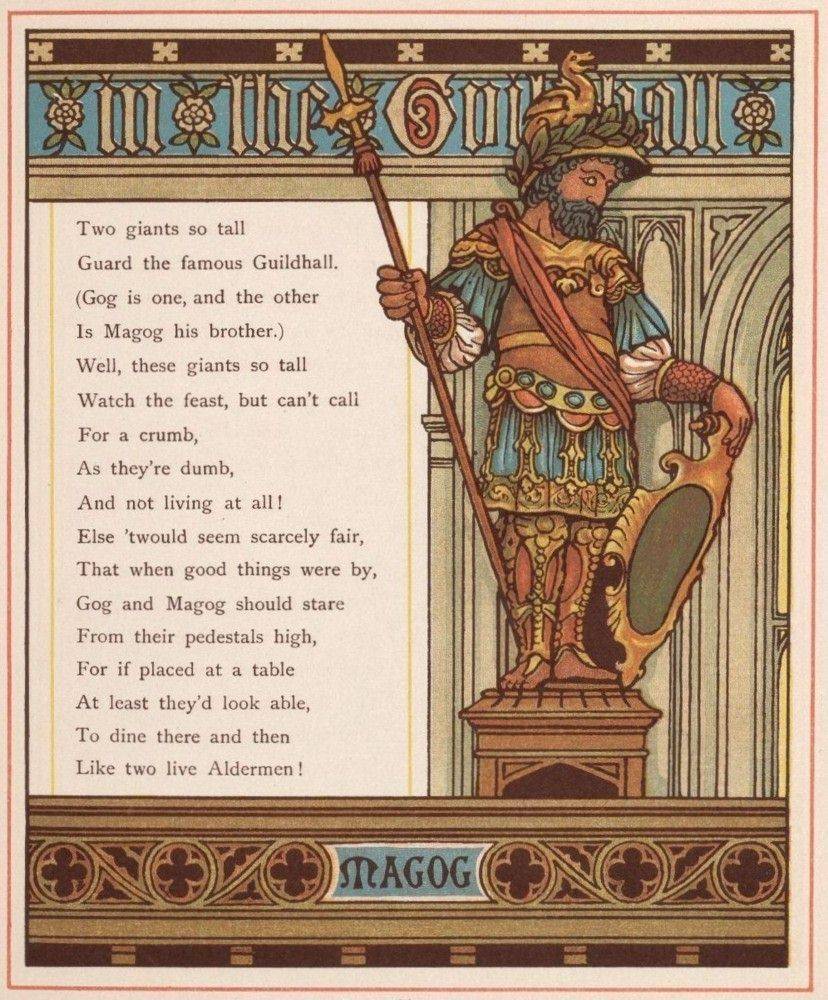 in the Guildhall
Two giants so tall
Guard the famous Guildhall.
(Gog is one, and the other
Is Magog his brother.)
Well, these giants so tall
Watch the feast, but can't call
For a crumb,
As they're dumb,
And not living at all!
Else 'twould seem scarcely fair,
That when good things were by,
Gog and Magog should stare
From their pedestals high,
For if placed at a table
At least they'd look able,
To dine there and then
Like two live Aldermen!
MAGOG